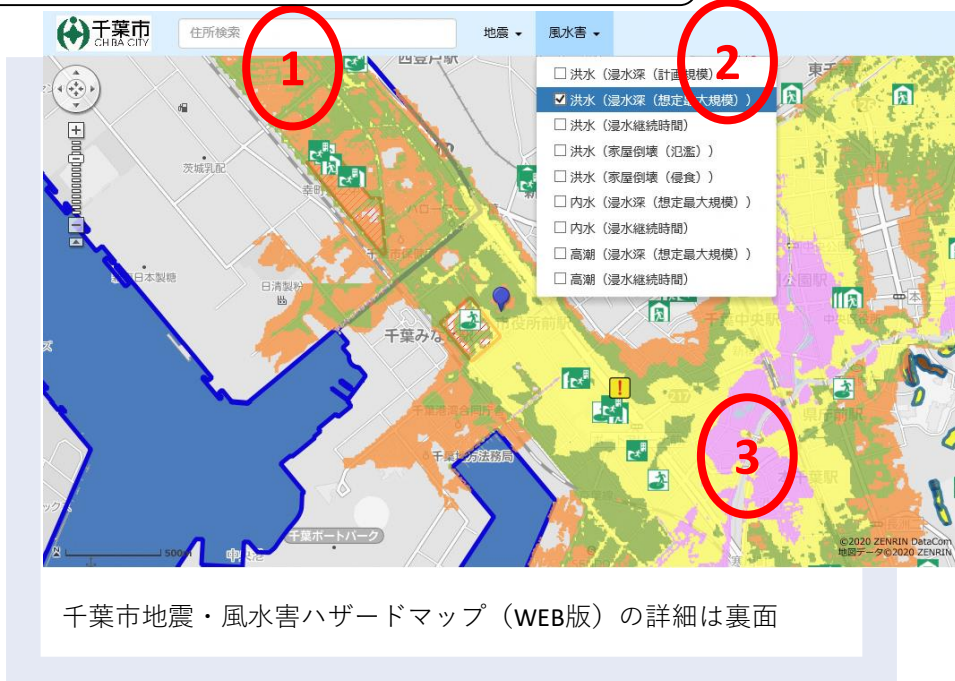 千葉市
CHIBA CITY
住所検索
地震
風水害
1
2
3
洪水（浸水深（計画規模））
洪水（浸水深（想定最大規模））
洪水（浸水継続時間）
洪水（家屋倒壊（氾濫））
洪水（家屋倒壊（侵食））
内水（浸水深（想定最大規模））
内水（浸水継続時間）
高潮（浸水深（想定最大規模））
高潮（浸水継続時間）
西登戸駅
茨城乳配
幸町
日本製糖
日清製粉
千葉みな
市役所前駅
千葉中央駅
公園駅
県庁前駅
本千葉駅
千葉港湾合同庁
千葉地方法務局
千葉ポートパーク
217
500m
©2020 ZENRIN DataCom
地図データ©2020 ZENRIN
千葉市地震・風水害ハザードマップ（WEB版）の詳細は裏面